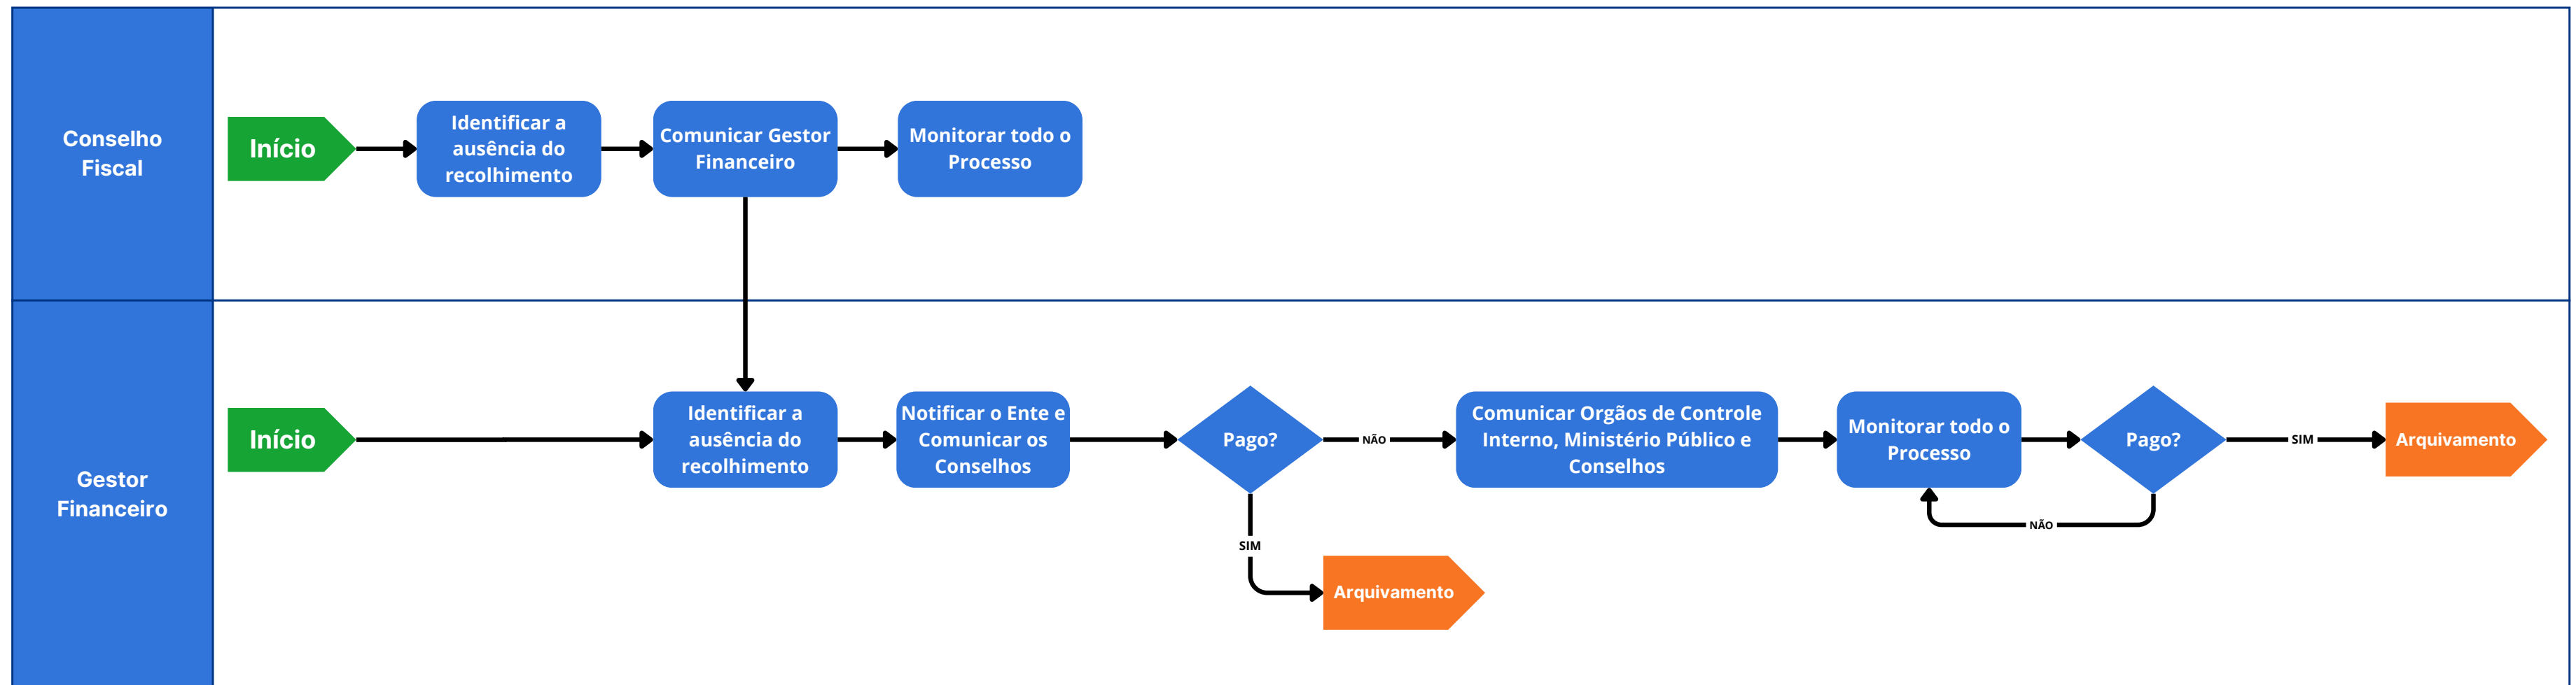 Conselho
Fiscal
Início
Identificar a
ausência do
recolhimento
Comunicar Gestor
Financeiro
Monitorar todo o
Processo
Gestor
Financeiro
Início
Identificar a
ausência do
recolhimento
Notificar o Ente e
Comunicar os
Conselhos
Pago?
NÃO
SIM
Arquivamento
Comunicar Orgãos de Controle
Interno, Ministério Público e
Conselhos
Monitorar todo o
Processo
Pago?
NÃO
SIM
Arquivamento